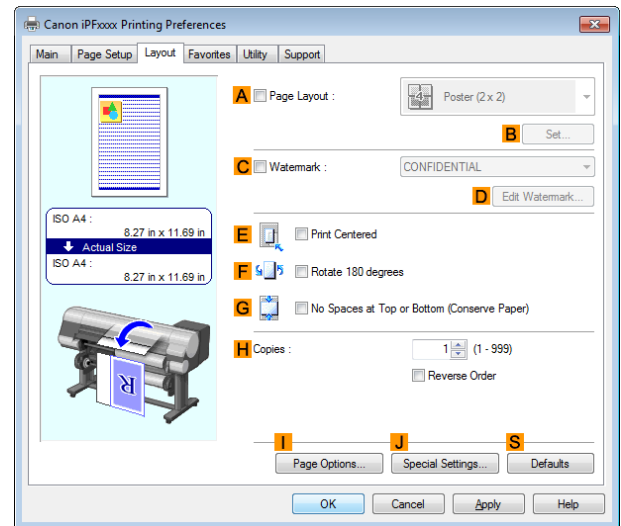 Canon iPFxxxx Printing Preferences
Main Page Setup Layout Favorites Utility Support
A Page Layout : 4 Poster (2 x 2)
B Set...
C Watermark : CONFIDENTIAL
D Edit Watermark...
ISO A4 :
8.27 in x 11.69 in
Actual Size
ISO A4 :
8.27 in x 11.69 in
E Print Centered
F Rotate 180 degrees
G No Spaces at Top or Bottom (Conserve Paper)
H Copies : 1 (1 - 999)
Reverse Order
R
I J S
Page Options... Special Settings... Defaults
OK Cancel Apply Help